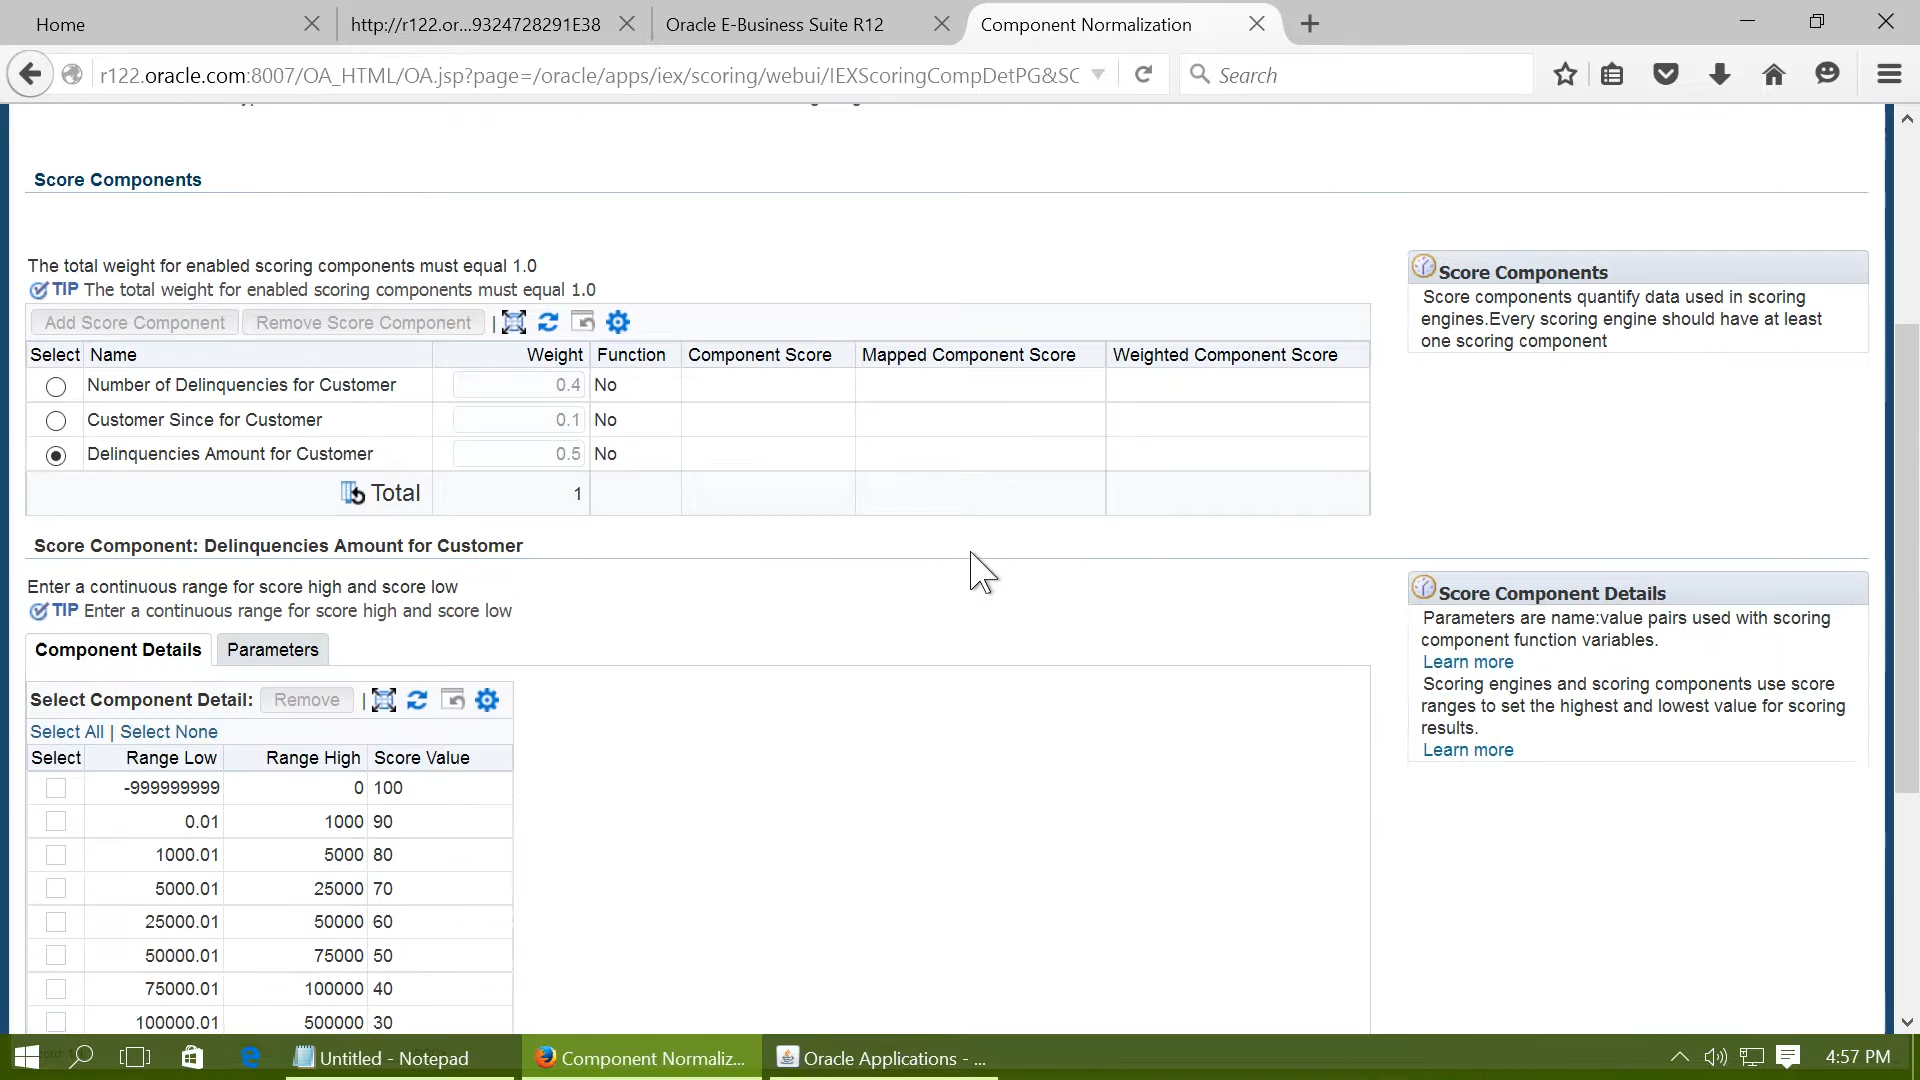 Home
http://r122.or...9324728291E38
Oracle E-Business Suite R12
Component Normalization
r122.oracle.com:8007/OA_HTML/OA.jsp?page=/oracle/apps/iex/scoring/webui/IEXScoringCompDetPG&SC
Search
Score Components
The total weight for enabled scoring components must equal 1.0
TIP The total weight for enabled scoring components must equal 1.0
Add Score Component Remove Score Component |
Select Name Weight Function Component Score Mapped Component Score Weighted Component Score
Number of Delinquencies for Customer 0.4 No
Customer Since for Customer 0.1 No
Delinquencies Amount for Customer 0.5 No
Total 1
Score Components
Score components quantify data used in scoring
engines.Every scoring engine should have at least
one scoring component
Score Component: Delinquencies Amount for Customer
Enter a continuous range for score high and score low
TIP Enter a continuous range for score high and score low
Component Details Parameters
Select Component Detail: Remove |
Select All | Select None
Select Range Low Range High Score Value
-999999999 0 100
0.01 1000 90
1000.01 5000 80
5000.01 25000 70
25000.01 50000 60
50000.01 75000 50
75000.01 100000 40
100000.01 500000 30
Score Component Details
Parameters are name:value pairs used with scoring
component function variables.
Learn more
Scoring engines and scoring components use score
ranges to set the highest and lowest value for scoring
results.
Learn more
Untitled - Notepad
Component Normaliz...
Oracle Applications - ...
4:57 PM